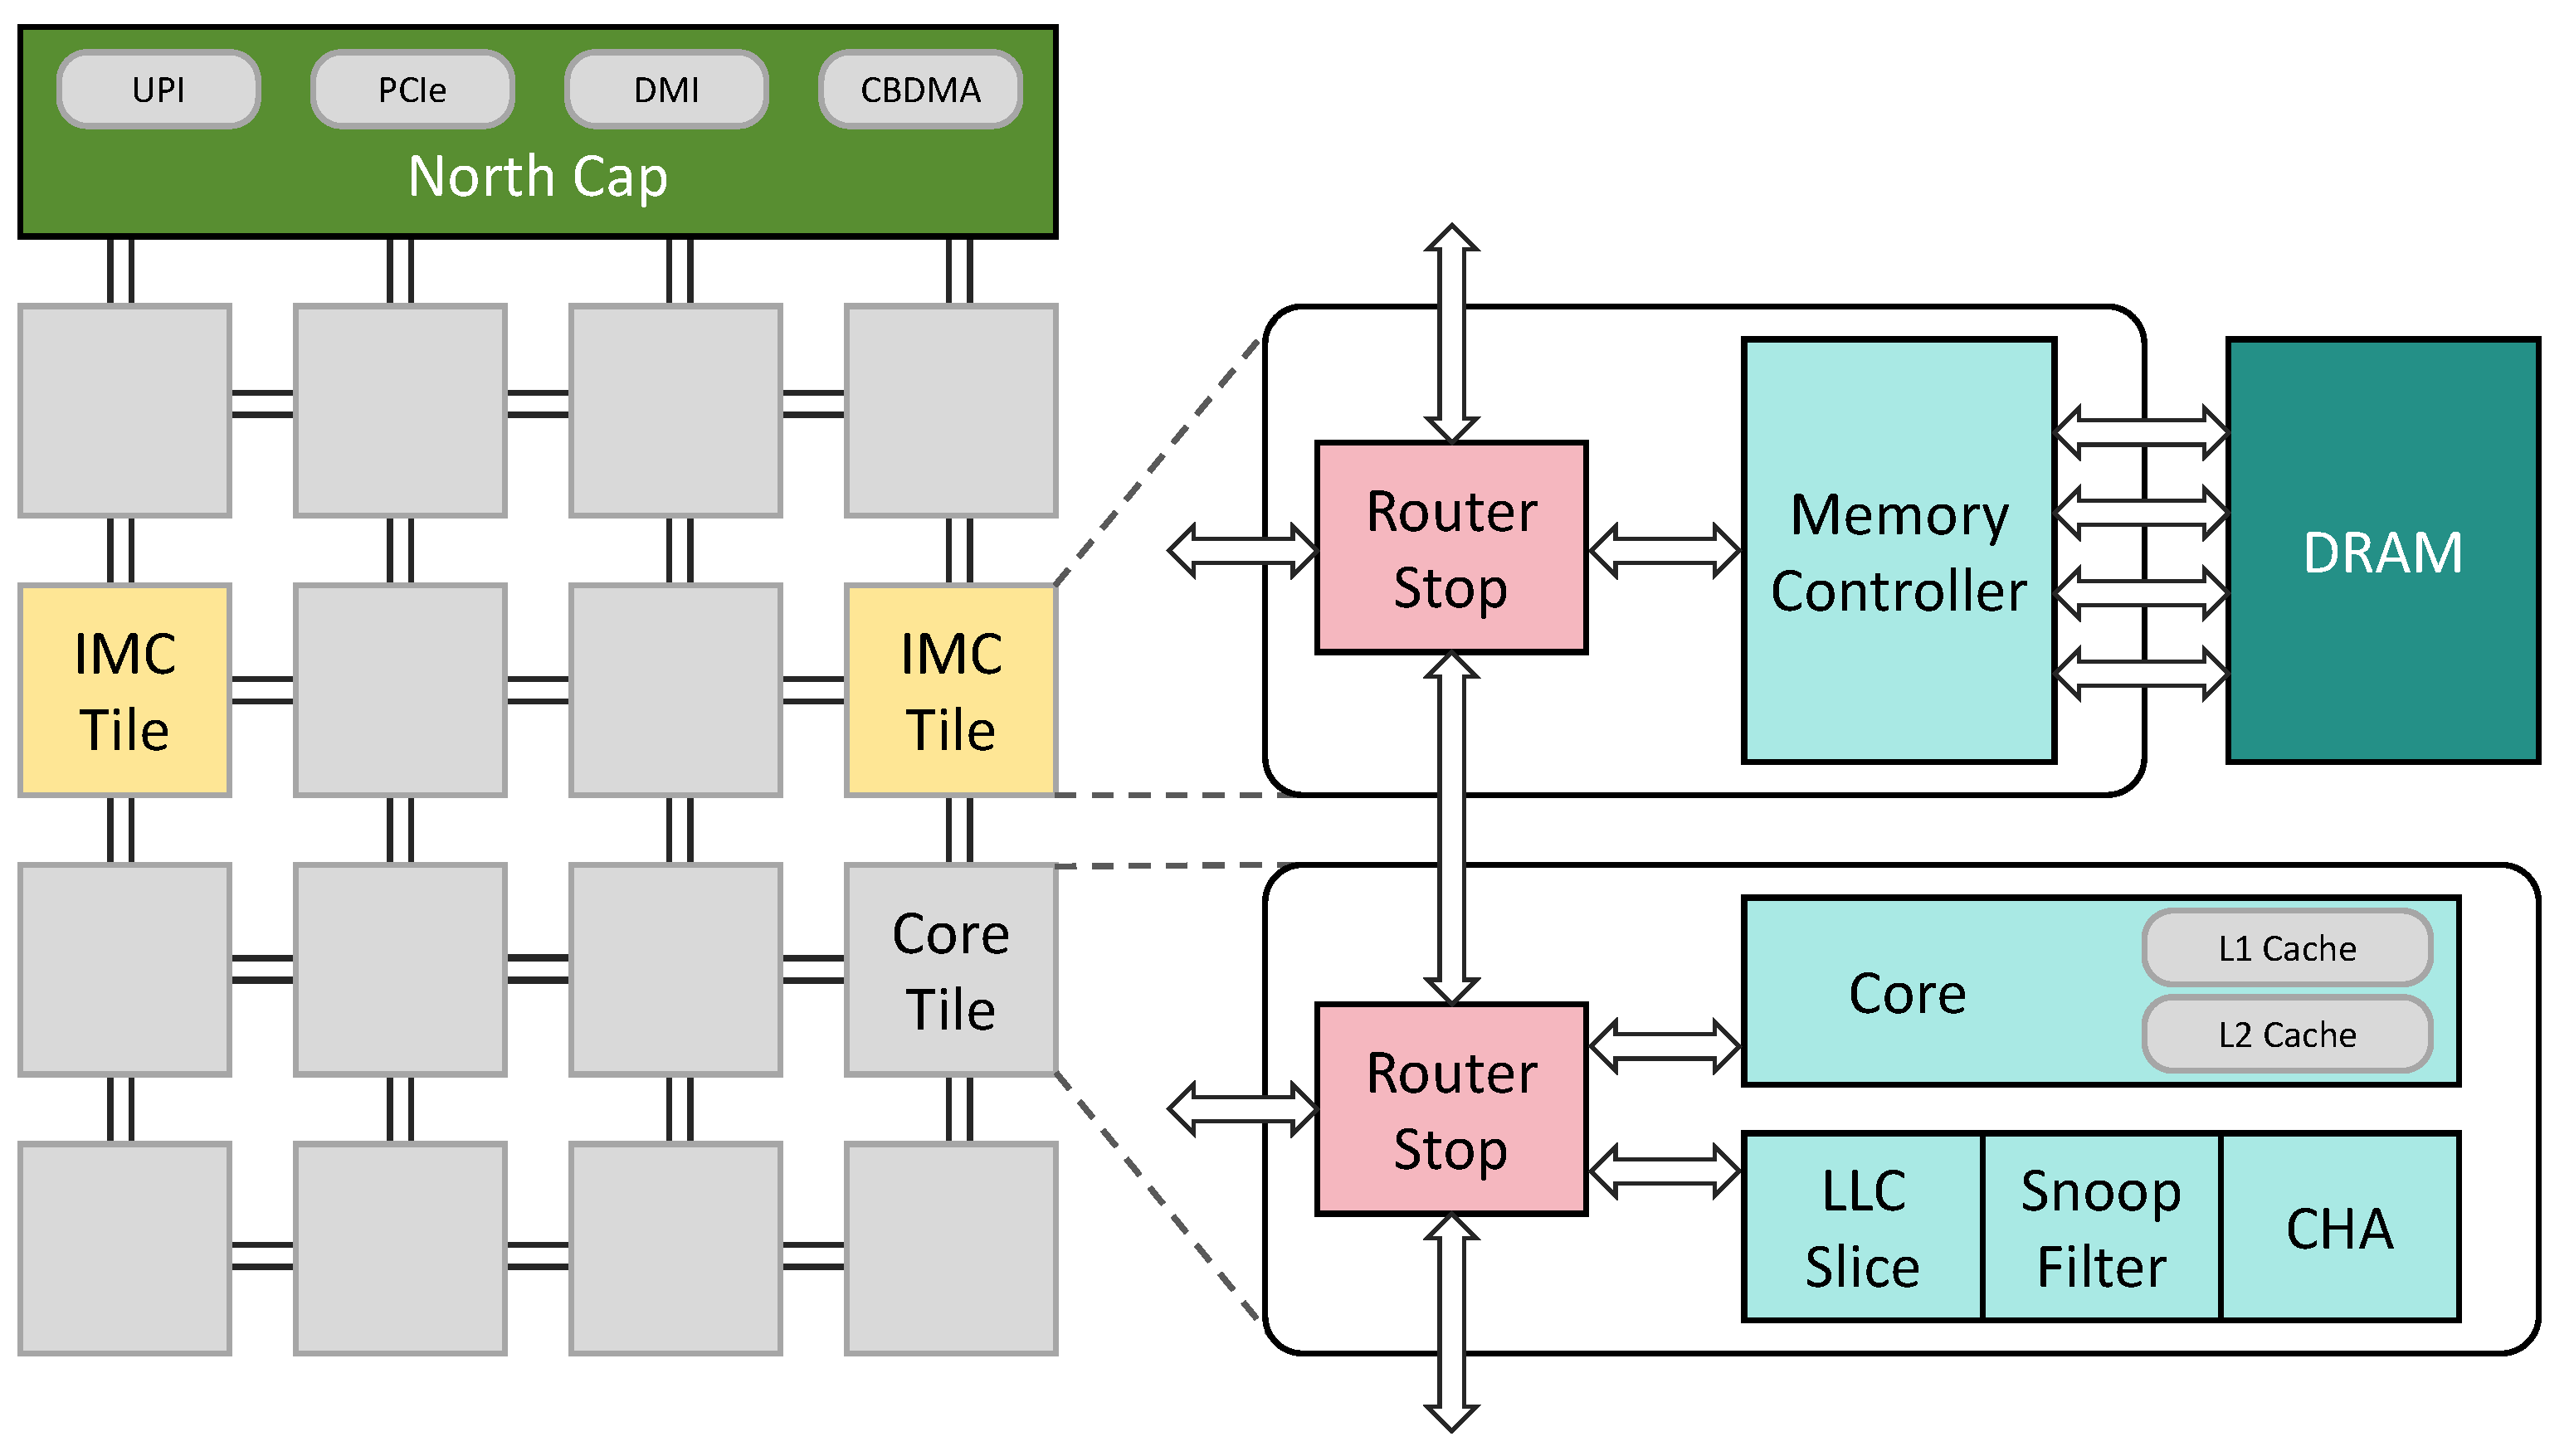 UPI
PCIe
DMI
CBDMA
North Cap
IMC
Tile
IMC
Tile
Core
Tile
Router
Stop
Memory
Controller
DRAM
Router
Stop
Core
L1 Cache
L2 Cache
LLC
Slice
Snoop
Filter
CHA